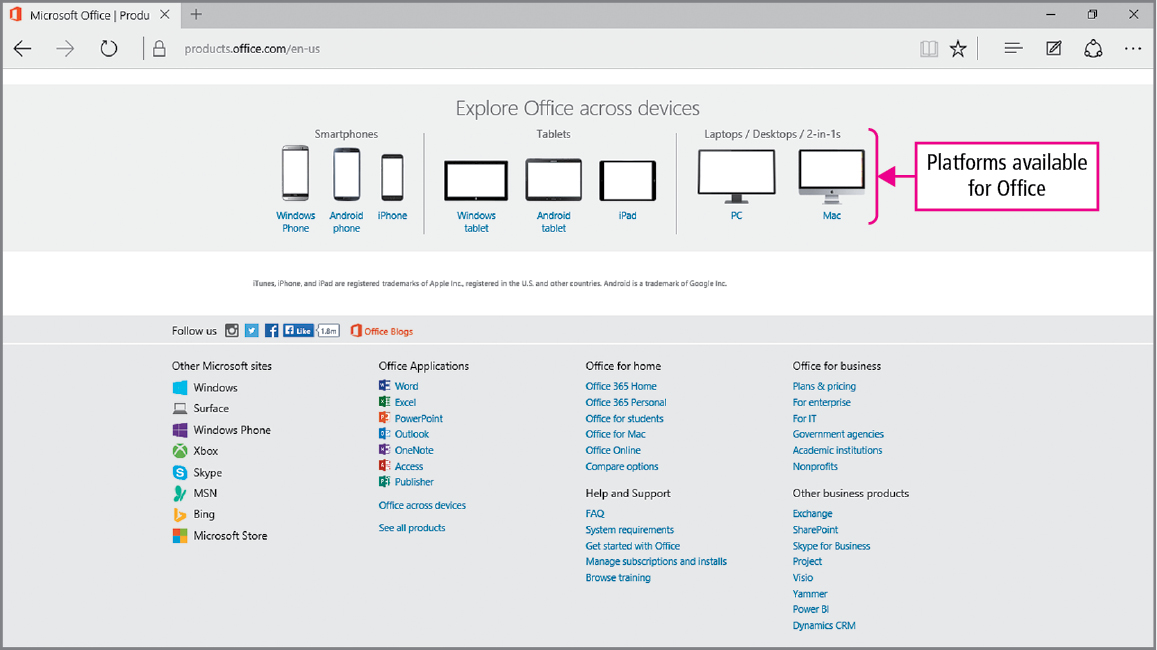 Microsoft Office | Produ
products.office.com/en-us
Explore Office across devices
Smartphones
Tablets
Laptops / Desktops / 2-in-1s
Platforms available
for Office
Windows
Phone
Android
phone
iPhone
Windows
tablet
Android
tablet
iPad
PC
Mac
iTunes, iPhone, and iPad are registered trademarks of Apple Inc., registered in the U.S. and other countries. Android is a trademark of Google Inc.
Follow us
Like
1.8m
Office Blogs
Other Microsoft sites
Windows
Surface
Windows Phone
Xbox
Skype
MSN
Bing
Microsoft Store
Office Applications
Word
Excel
PowerPoint
Outlook
OneNote
Access
Publisher
Office across devices
See all products
Office for home
Office 365 Home
Office 365 Personal
Office for students
Office for Mac
Office Online
Compare options
Help and Support
FAQ
System requirements
Get started with Office
Manage subscriptions and installs
Browse training
Office for business
Plans & pricing
For enterprise
For IT
Government agencies
Academic institutions
Nonprofits
Other business products
Exchange
SharePoint
Skype for Business
Project
Visio
Yammer
Power BI
Dynamics CRM